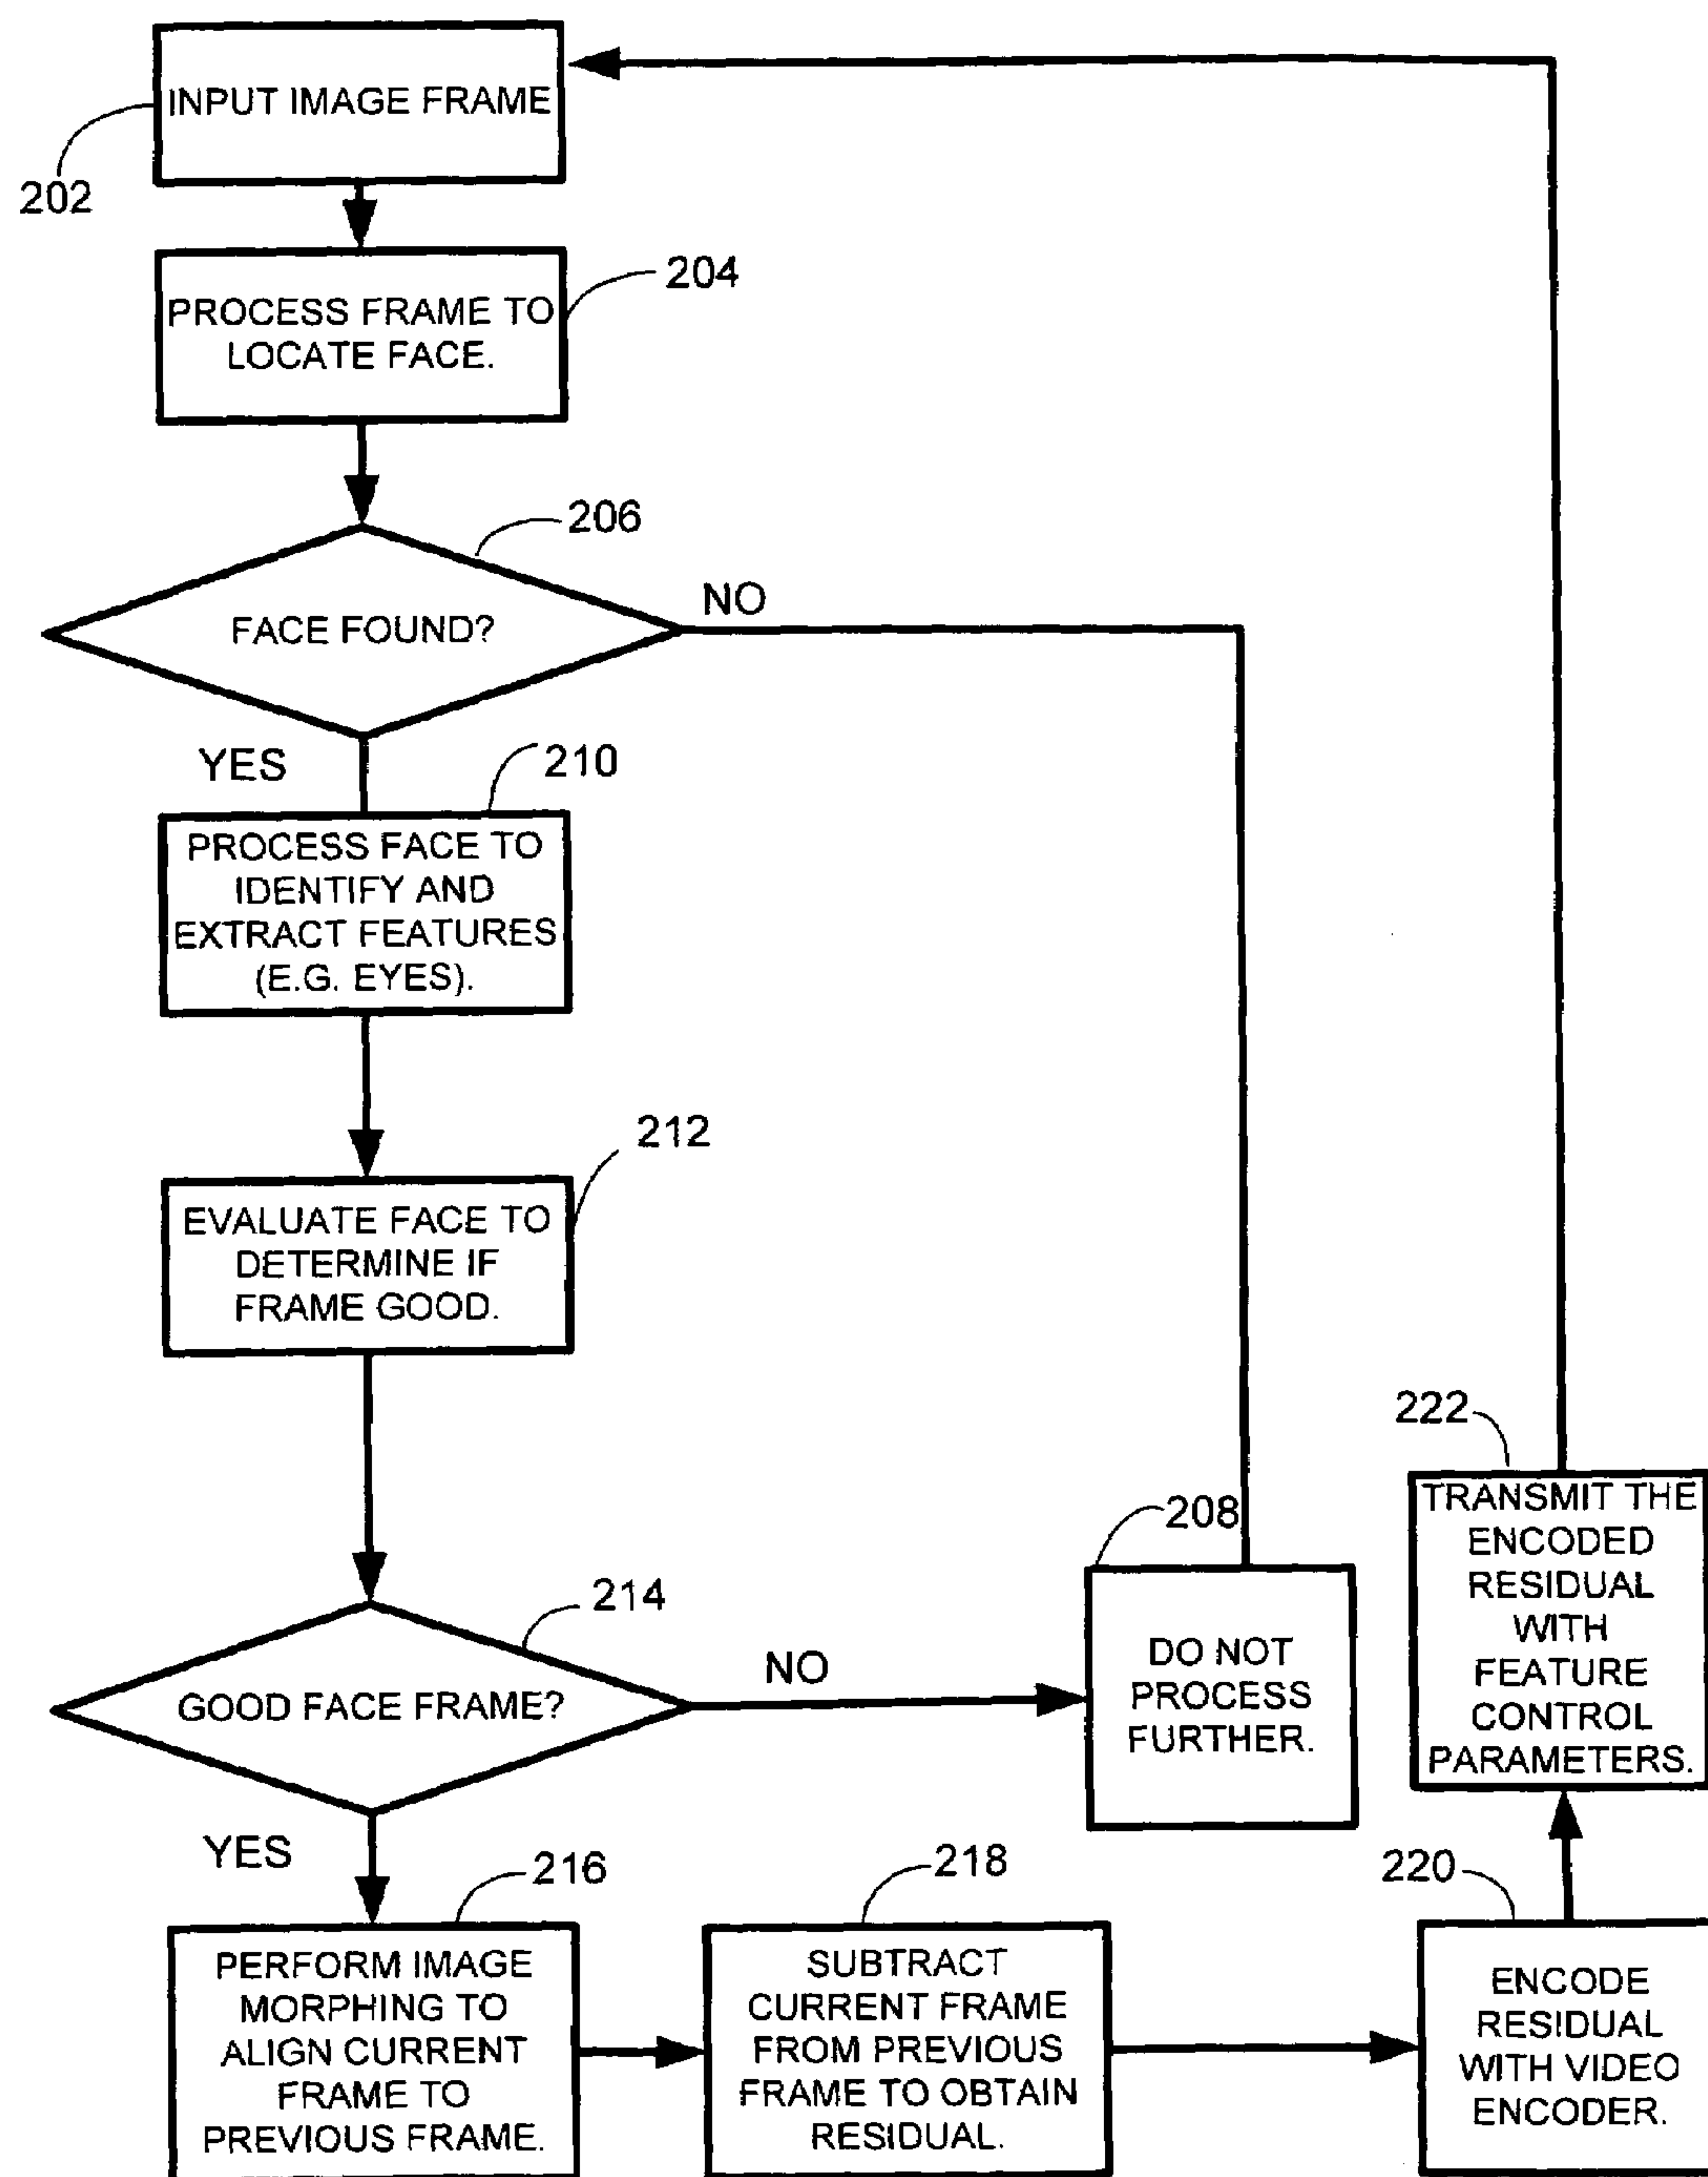 INPUT IMAGE FRAME
202
204
PROCESS FRAME TO
LOCATE FACE.
206
FACE FOUND?
NO
YES
210
PROCESS FACE TO
IDENTIFY AND
EXTRACT FEATURES
(E.G. EYES).
212
EVALUATE FACE TO
DETERMINE IF
FRAME GOOD.
214
GOOD FACE FRAME?
NO
208
DO NOT
PROCESS
FURTHER.
YES
216
PERFORM IMAGE
MORPHING TO
ALIGN CURRENT
FRAME TO
PREVIOUS FRAME.
218
SUBTRACT
CURRENT FRAME
FROM PREVIOUS
FRAME TO OBTAIN
RESIDUAL.
220
ENCODE
RESIDUAL
WITH VIDEO
ENCODER.
222
TRANSMIT THE
ENCODED
RESIDUAL
WITH
FEATURE
CONTROL
PARAMETERS.